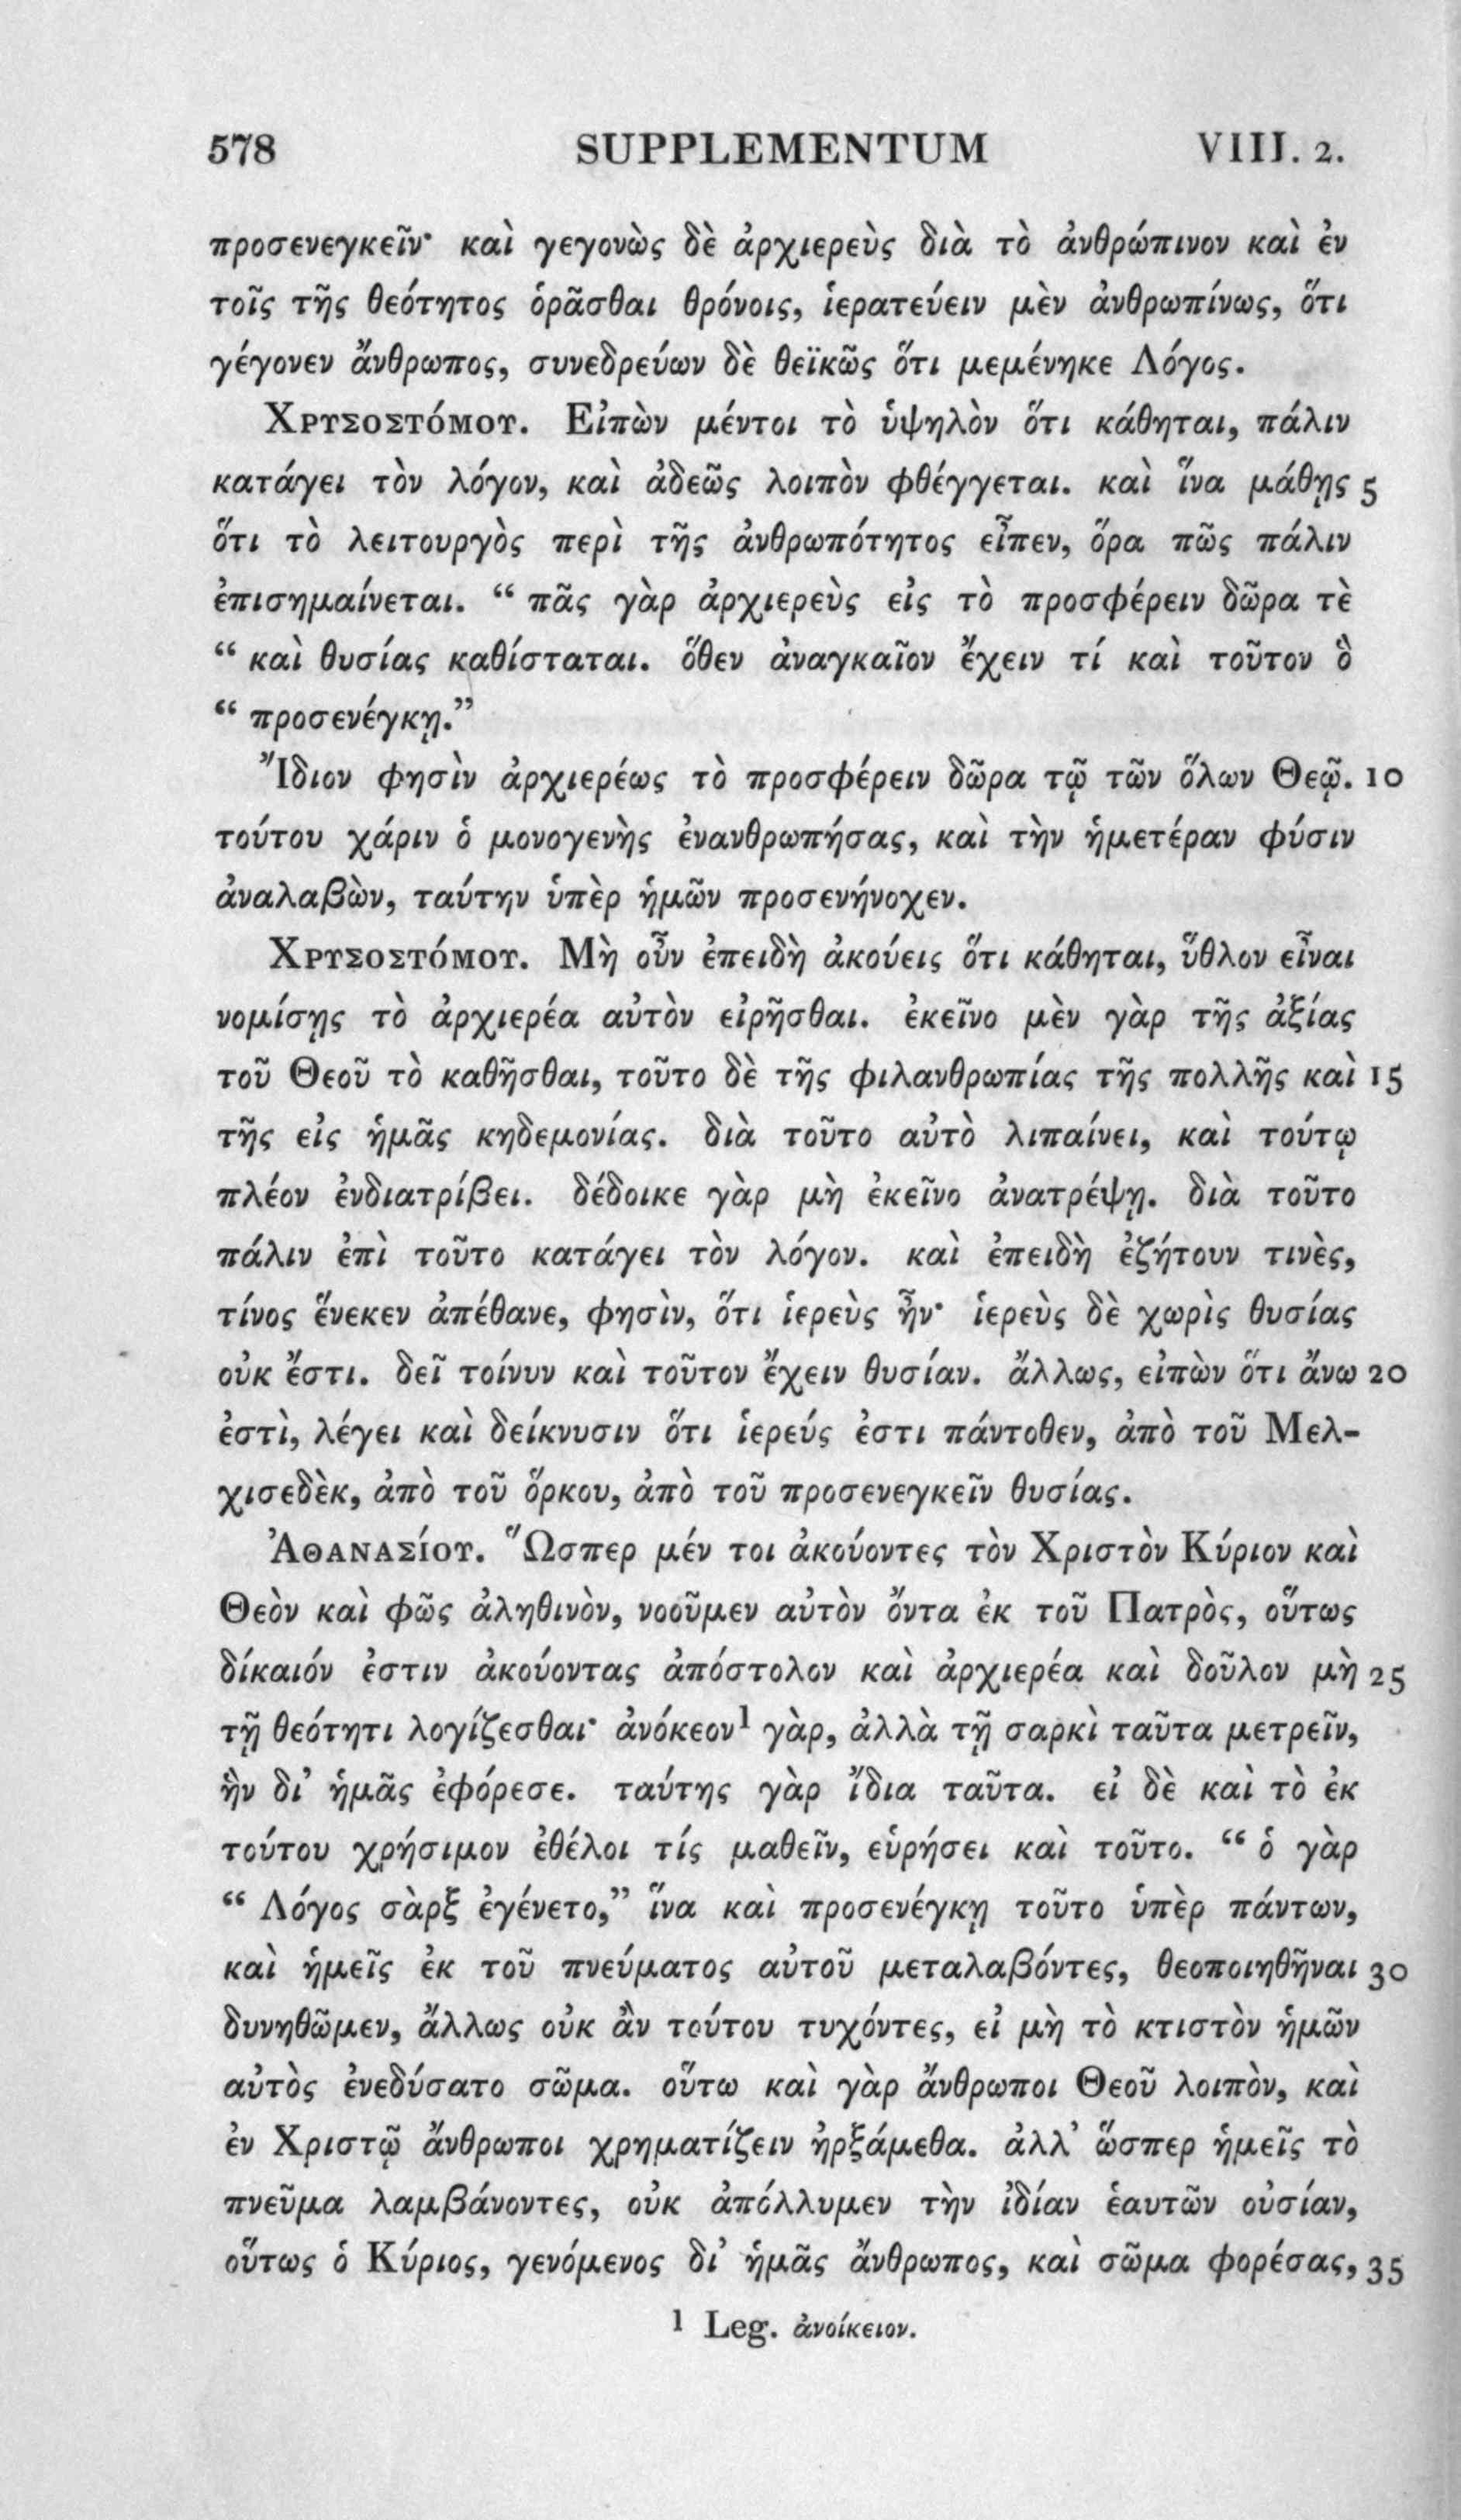 578 SUPPLEMENTUM VIII. 2.
προσενεγκεῖν· καὶ γεγονὼς δὲ ἀρχιερεὺς διὰ τὸ ἀνθρώπινον καὶ ἐν
τοῖς τῆς θεότητος ὁρᾶσθαι θρόνοις, ἱερατεύειν μὲν ἀνθρωπίνως, ὅτι
γέγονεν ἄνθρωπος, συνεδρεύων δὲ θεϊκῶς ὅτι μεμένηκε Λόγος.
Χρυσοστόμου. Εἰπὼν μέντοι τὸ ὑψηλὸν ὅτι κάθηται, πάλιν
κατάγει τὸν λόγον, καὶ ἀδεῶς λοιπὸν φθέγγεται. καὶ ἵνα μάθῃς 5
ὅτι τὸ λειτουργὸς περὶ τῆς ἀνθρωπότητος εἶπεν, ὅρα πῶς πάλιν
ἐπισημαίνεται. “ πᾶς γὰρ ἀρχιερεὺς εἰς τὸ προσφέρειν δῶρα τὲ
“ καὶ θυσίας καθίσταται. ὅθεν ἀναγκαῖον ἔχειν τί καὶ τοῦτον ὃ
“ προσενέγκῃ.”
Ἴδιον φησὶν ἀρχιερέως τὸ προσφέρειν δῶρα τῷ τῶν ὅλων Θεῷ. 10
τούτου χάριν ὁ μονογενὴς ἐνανθρωπήσας, καὶ τὴν ἡμετέραν φύσιν
ἀναλαβὼν, ταύτην ὑπὲρ ἡμῶν προσενήνοχεν.
Χρυσοστόμου. Μὴ οὖν ἐπειδὴ ἀκούεις ὅτι κάθηται, ὕθλον εἶναι
νομίσῃς τὸ ἀρχιερέα αὐτὸν εἰρῆσθαι. ἐκεῖνο μὲν γὰρ τῆς ἀξίας
τοῦ Θεοῦ τὸ καθῆσθαι, τοῦτο δὲ τῆς φιλανθρωπίας τῆς πολλῆς καὶ 15
τῆς εἰς ἡμᾶς κηδεμονίας. διὰ τοῦτο αὐτὸ λιπαίνει, καὶ τούτῳ
πλέον ἐνδιατρίβει. δέδοικε γὰρ μὴ ἐκεῖνο ἀνατρέψῃ. διὰ τοῦτο
πάλιν ἐπὶ τοῦτο κατάγει τὸν λόγον. καὶ ἐπειδὴ ἐζήτουν τινὲς,
τίνος ἕνεκεν ἀπέθανε, φησὶν, ὅτι ἱερεὺς ἦν· ἱερεὺς δὲ χωρὶς θυσίας
οὐκ ἔστι. δεῖ τοίνυν καὶ τοῦτον ἔχειν θυσίαν. ἄλλως, εἰπὼν ὅτι ἄνω 20
ἐστὶ, λέγει καὶ δείκνυσιν ὅτι ἱερεύς ἐστι πάντοθεν, ἀπὸ τοῦ Μελ-
χισεδὲκ, ἀπὸ τοῦ ὅρκου, ἀπὸ τοῦ προσενεγκεῖν θυσίας.
Ἀθανασίου. Ὥσπερ μέν τοι ἀκούοντες τὸν Χριστὸν Κύριον καὶ
Θεὸν καὶ φῶς ἀληθινὸν, νοοῦμεν αὐτὸν ὄντα ἐκ τοῦ Πατρὸς, οὕτως
δίκαιόν ἐστιν ἀκούοντας ἀπόστολον καὶ ἀρχιερέα καὶ δοῦλον μὴ 25
τῇ θεότητι λογίζεσθαι· ἀνόκεον¹ γὰρ, ἀλλὰ τῇ σαρκὶ ταῦτα μετρεῖν,
ἣν δι’ ἡμᾶς ἐφόρεσε. ταύτης γὰρ ἴδια ταῦτα. εἰ δὲ καὶ τὸ ἐκ
τούτου χρήσιμον ἐθέλοι τίς μαθεῖν, εὑρήσει καὶ τοῦτο. “ ὁ γὰρ
“ Λόγος σὰρξ ἐγένετο,” ἵνα καὶ προσενέγκῃ τοῦτο ὑπὲρ πάντων,
καὶ ἡμεῖς ἐκ τοῦ πνεύματος αὐτοῦ μεταλαβόντες, θεοποιηθῆναι 30
δυνηθῶμεν, ἄλλως οὐκ ἂν τούτου τυχόντες, εἰ μὴ τὸ κτιστὸν ἡμῶν
αὐτὸς ἐνεδύσατο σῶμα. οὕτω καὶ γὰρ ἄνθρωποι Θεοῦ λοιπὸν, καὶ
ἐν Χριστῷ ἄνθρωποι χρηματίζειν ἠρξάμεθα. ἀλλ’ ὥσπερ ἡμεῖς τὸ
πνεῦμα λαμβάνοντες, οὐκ ἀπόλλυμεν τὴν ἰδίαν ἑαυτῶν οὐσίαν,
οὕτως ὁ Κύριος, γενόμενος δι’ ἡμᾶς ἄνθρωπος, καὶ σῶμα φορέσας, 35
¹ Leg. ἀνοίκειον.